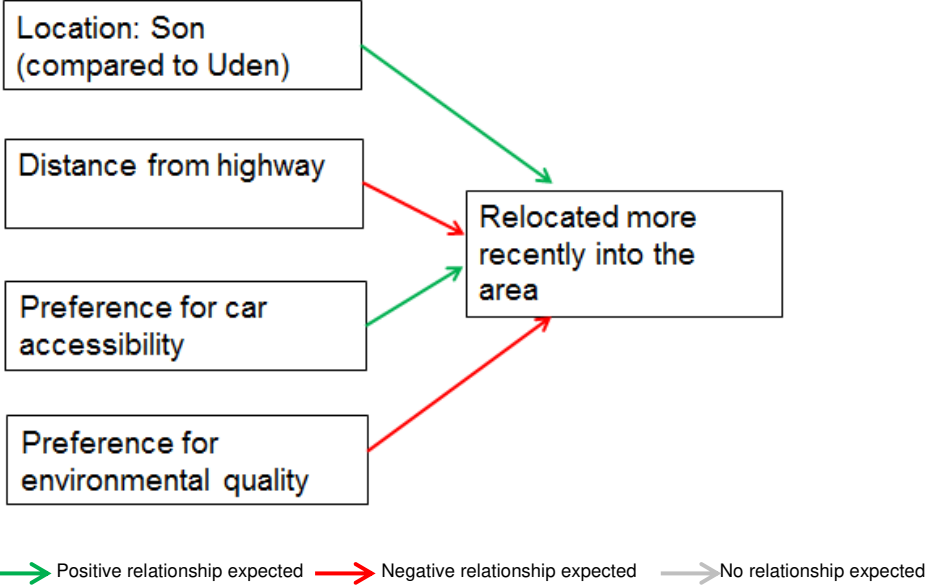 Location: Son
(compared to Uden)
Distance from highway
Relocated more
recently into the
area
Preference for car
accessibility
Preference for
environmental quality
Positive relationship expected
Negative relationship expected
No relationship expected